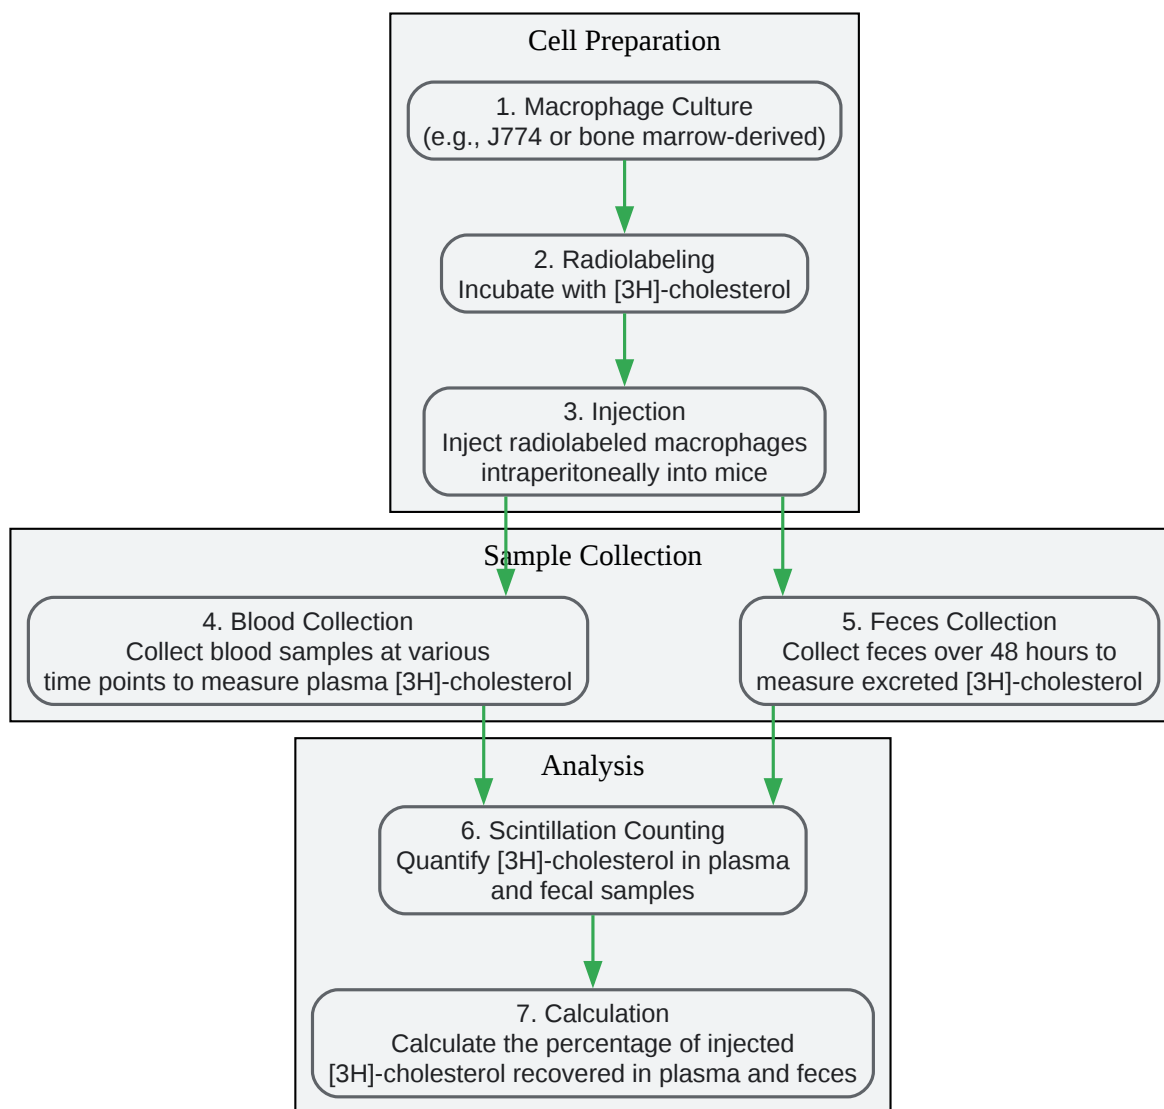 Cell Preparation
1. Macrophage Culture
(e.g., J774 or bone marrow-derived)
2. Radiolabeling
Incubate with [3H]-cholesterol
3. Injection
Inject radiolabeled macrophages
intraperitoneally into mice
Sample Collection
4. Blood Collection
Collect blood samples at various
time points to measure plasma [3H]-cholesterol
5. Feces Collection
Collect feces over 48 hours to
measure excreted [3H]-cholesterol
Analysis
6. Scintillation Counting
Quantify [3H]-cholesterol in plasma
and fecal samples
7. Calculation
Calculate the percentage of injected
[3H]-cholesterol recovered in plasma and feces